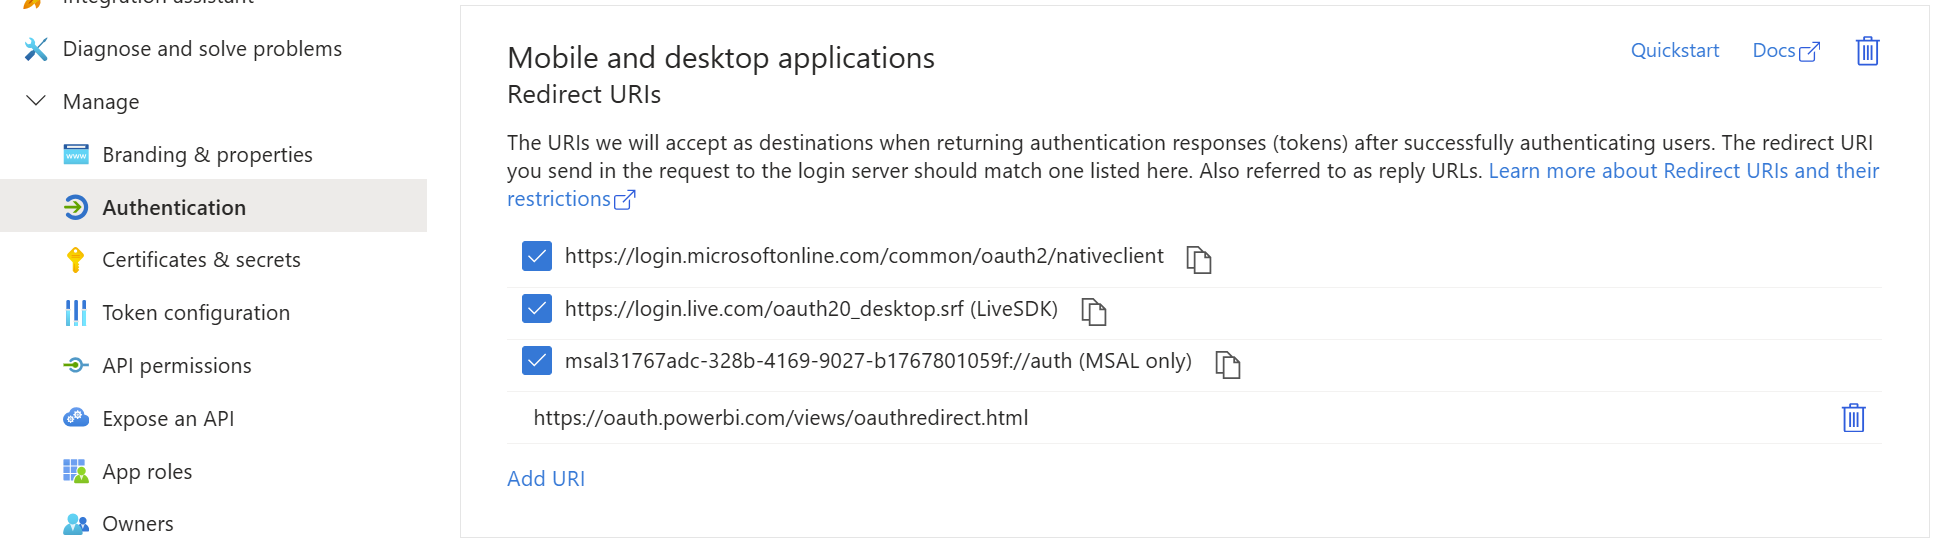 Integration assistant
Diagnose and solve problems
Manage
Branding & properties
Authentication
Certificates & secrets
Token configuration
API permissions
Expose an API
App roles
Owners
Mobile and desktop applications
Quickstart
Docs
Redirect URIs
The URIs we will accept as destinations when returning authentication responses (tokens) after successfully authenticating users. The redirect URI
you send in the request to the login server should match one listed here. Also referred to as reply URLs. Learn more about Redirect URIs and their
restrictions
https://login.microsoftonline.com/common/oauth2/nativeclient
https://login.live.com/oauth20_desktop.srf (LiveSDK)
msal31767adc-328b-4169-9027-b1767801059f://auth (MSAL only)
https://oauth.powerbi.com/views/oauthredirect.html
Add URI